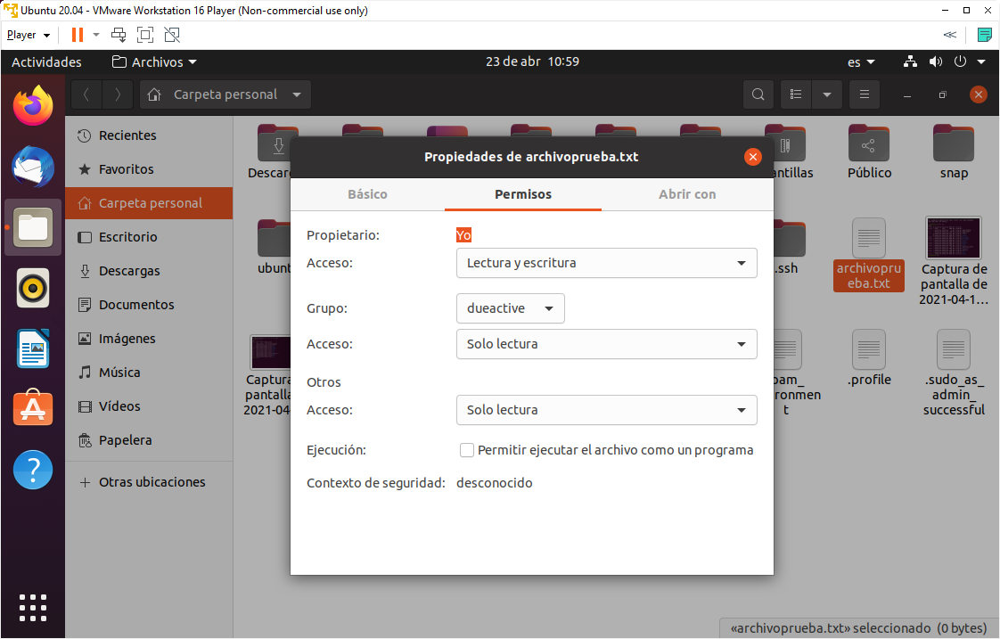 Ubuntu 20.04 - VMware Workstation 16 Player (Non-commercial use only)
Player
Actividades
Archivos
23 de abr 10:59
es
Carpeta personal
Recientes
Favoritos
Carpeta personal
Escritorio
Descargas
Documentos
Imágenes
Música
Vídeos
Papelera
Otras ubicaciones
Descar
antillas
Público
snap
ubunt
.ssh
archivopru
eba.txt
Captura de
pantalla de
2021-04-1…
Captura
pantalla
2021-04
pam_
ronmen
t
.profile
.sudo_as_
admin_
successful
Propiedades de archivoprueba.txt
Básico
Permisos
Abrir con
Propietario:
Yo
Acceso:
Lectura y escritura
Grupo:
dueactive
Acceso:
Solo lectura
Otros
Acceso:
Solo lectura
Ejecución:
Permitir ejecutar el archivo como un programa
Contexto de seguridad:
desconocido
«archivoprueba.txt» seleccionado (0 bytes)